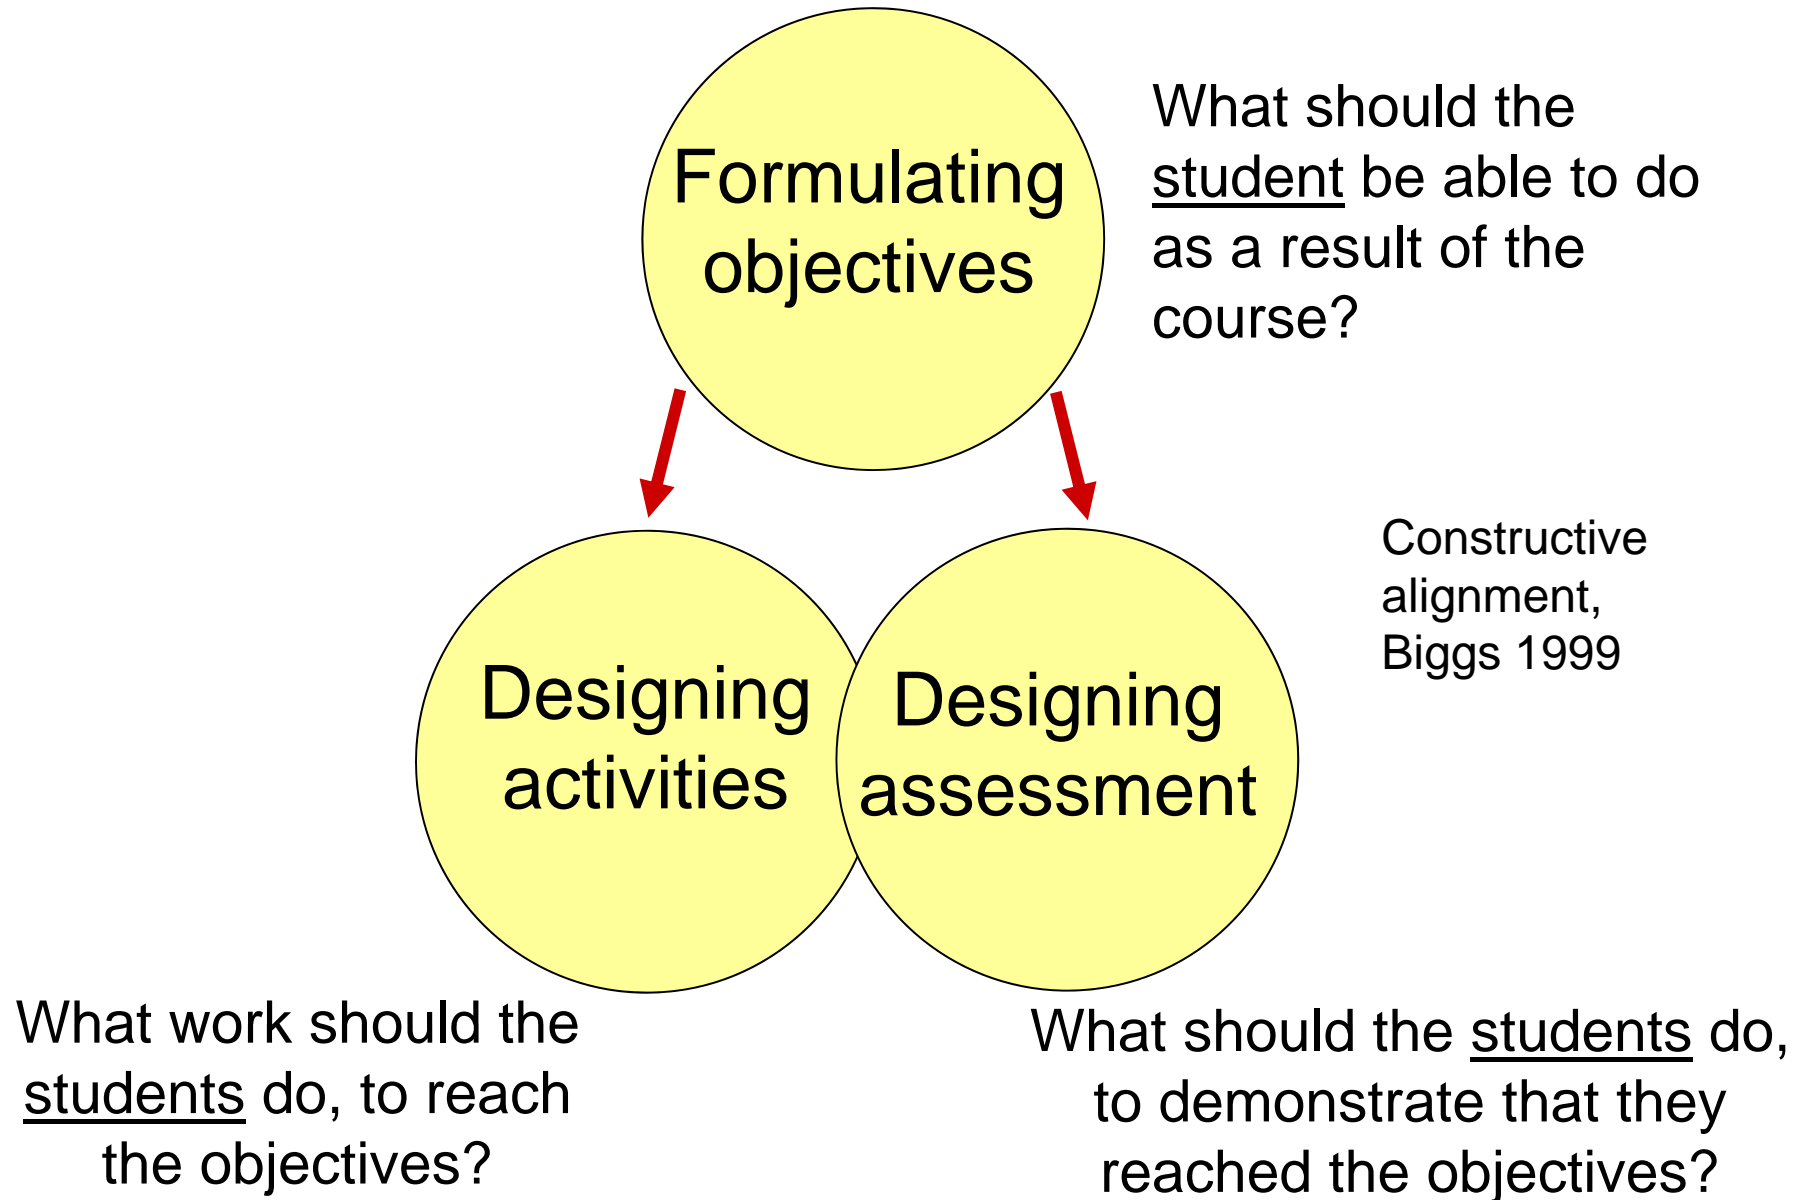 Formulating
objectives
What should the
student be able to do
as a result of the
course?
Constructive
alignment,
Biggs 1999
Designing
activities
Designing
assessment
What work should the
students do, to reach
the objectives?
What should the students do,
to demonstrate that they
reached the objectives?